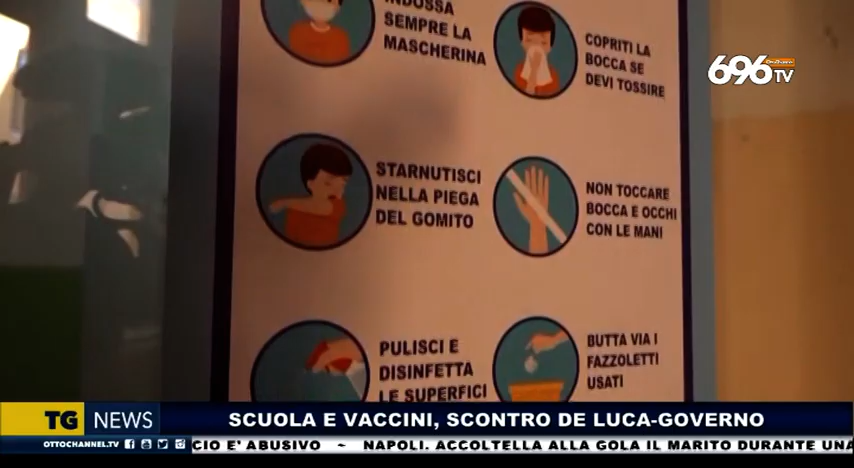 INDOSSA
SEMPRE LA
MASCHERINA
COPRITI LA
BOCCA SE
DEVI TOSSIRE
696 TV
STARNUTISCI
NELLA PIEGA
DEL GOMITO
NON TOCCARE
BOCCA E OCCHI
CON LE MANI
PULISCI E
DISINFETTA
LE SUPERFICI
BUTTA VIA I
FAZZOLETTI
USATI
TG NEWS
SCUOLA E VACCINI, SCONTRO DE LUCA-GOVERNO
OTTOCHANNEL.TV
CIO E' ABUSIVO ~ NAPOLI. ACCOLTELLA ALLA GOLA IL MARITO DURANTE UNA